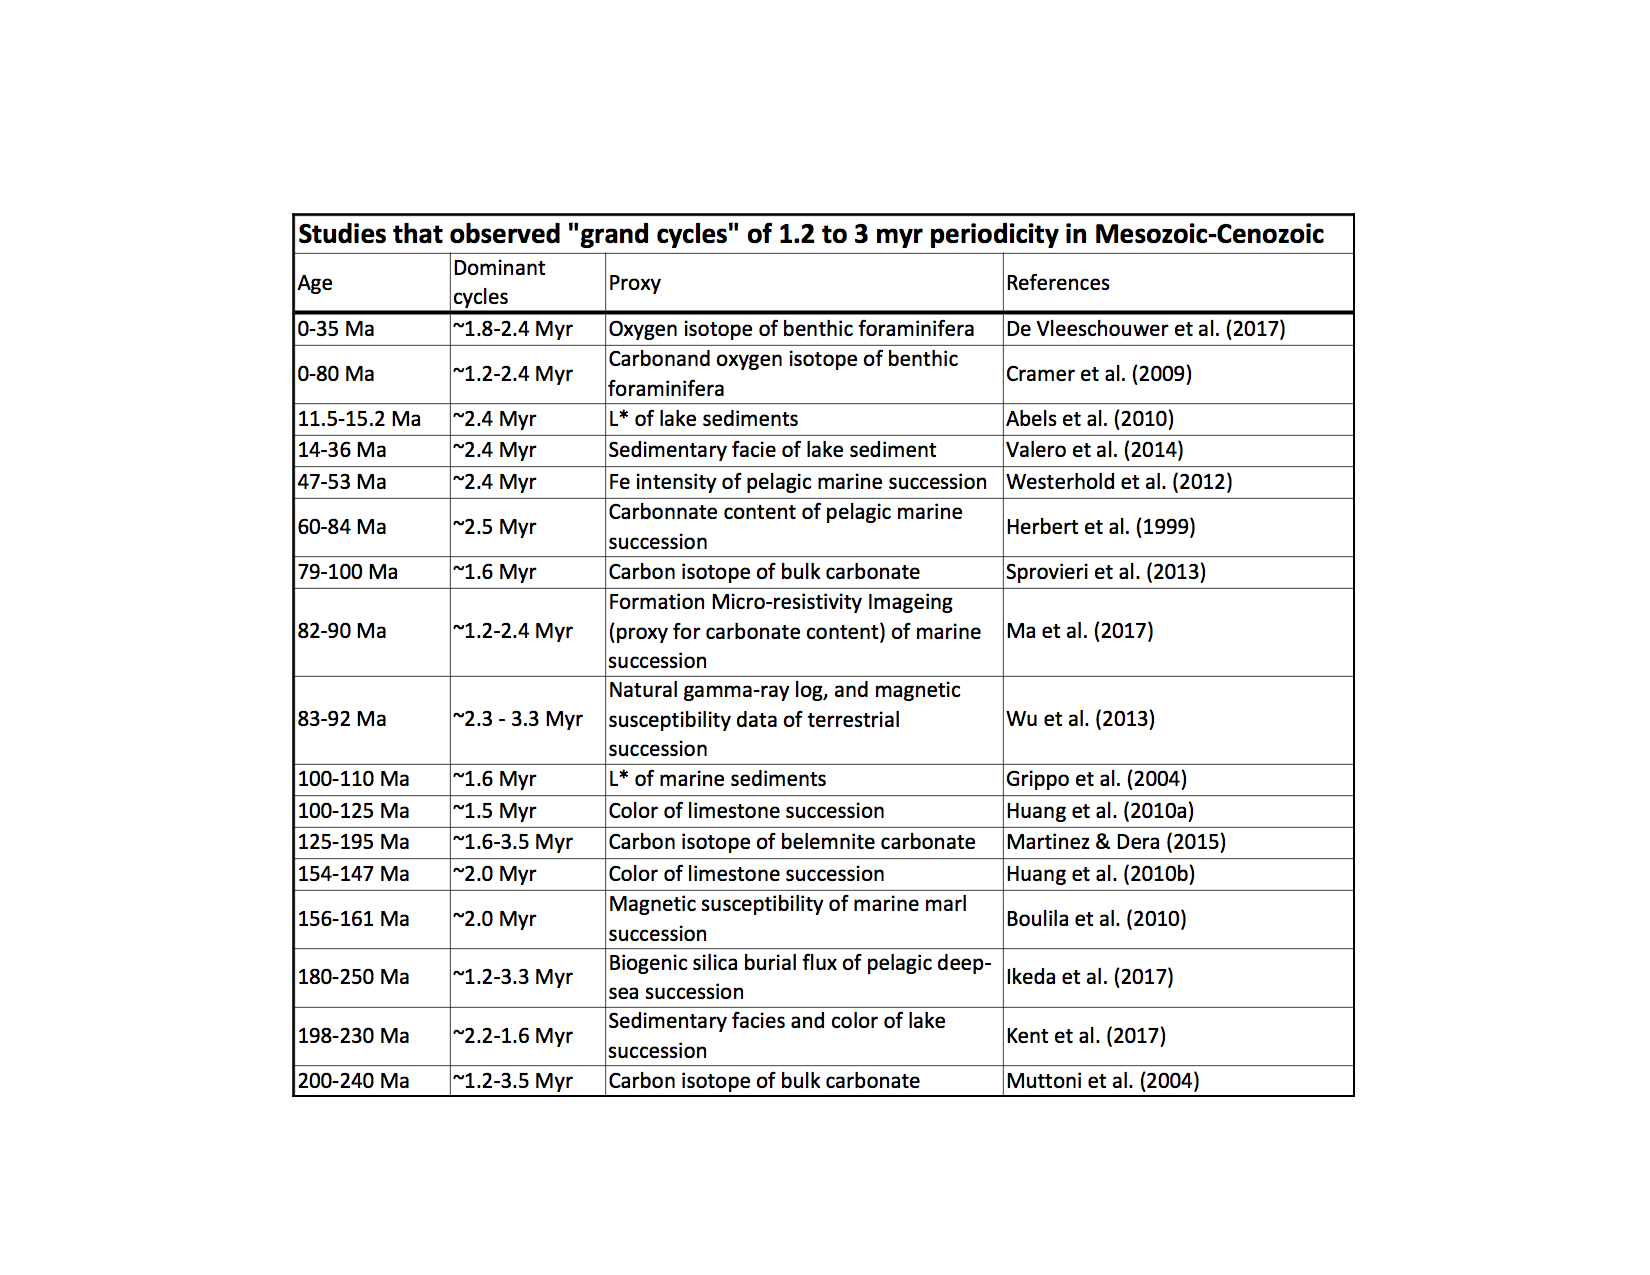 Studies that observed "grand cycles" of 1.2 to 3 myr periodicity in Mesozoic-Cenozoic
Age
Dominant
cycles
Proxy
References
0-35 Ma
~1.8-2.4 Myr
Oxygen isotope of benthic foraminifera
De Vleeschouwer et al. (2017)
0-80 Ma
~1.2-2.4 Myr
Carbonand oxygen isotope of benthic
foraminifera
Cramer et al. (2009)
11.5-15.2 Ma
~2.4 Myr
L* of lake sediments
Abels et al. (2010)
14-36 Ma
~2.4 Myr
Sedimentary facie of lake sediment
Valero et al. (2014)
47-53 Ma
~2.4 Myr
Fe intensity of pelagic marine succession
Westerhold et al. (2012)
60-84 Ma
~2.5 Myr
Carbonnate content of pelagic marine
succession
Herbert et al. (1999)
79-100 Ma
~1.6 Myr
Carbon isotope of bulk carbonate
Sprovieri et al. (2013)
82-90 Ma
~1.2-2.4 Myr
Formation Micro-resistivity Imageing
(proxy for carbonate content) of marine
succession
Ma et al. (2017)
83-92 Ma
~2.3 - 3.3 Myr
Natural gamma-ray log, and magnetic
susceptibility data of terrestrial
succession
Wu et al. (2013)
100-110 Ma
~1.6 Myr
L* of marine sediments
Grippo et al. (2004)
100-125 Ma
~1.5 Myr
Color of limestone succession
Huang et al. (2010a)
125-195 Ma
~1.6-3.5 Myr
Carbon isotope of belemnite carbonate
Martinez & Dera (2015)
154-147 Ma
~2.0 Myr
Color of limestone succession
Huang et al. (2010b)
156-161 Ma
~2.0 Myr
Magnetic susceptibility of marine marl
succession
Boulila et al. (2010)
180-250 Ma
~1.2-3.3 Myr
Biogenic silica burial flux of pelagic deep-
sea succession
Ikeda et al. (2017)
198-230 Ma
~2.2-1.6 Myr
Sedimentary facies and color of lake
succession
Kent et al. (2017)
200-240 Ma
~1.2-3.5 Myr
Carbon isotope of bulk carbonate
Muttoni et al. (2004)